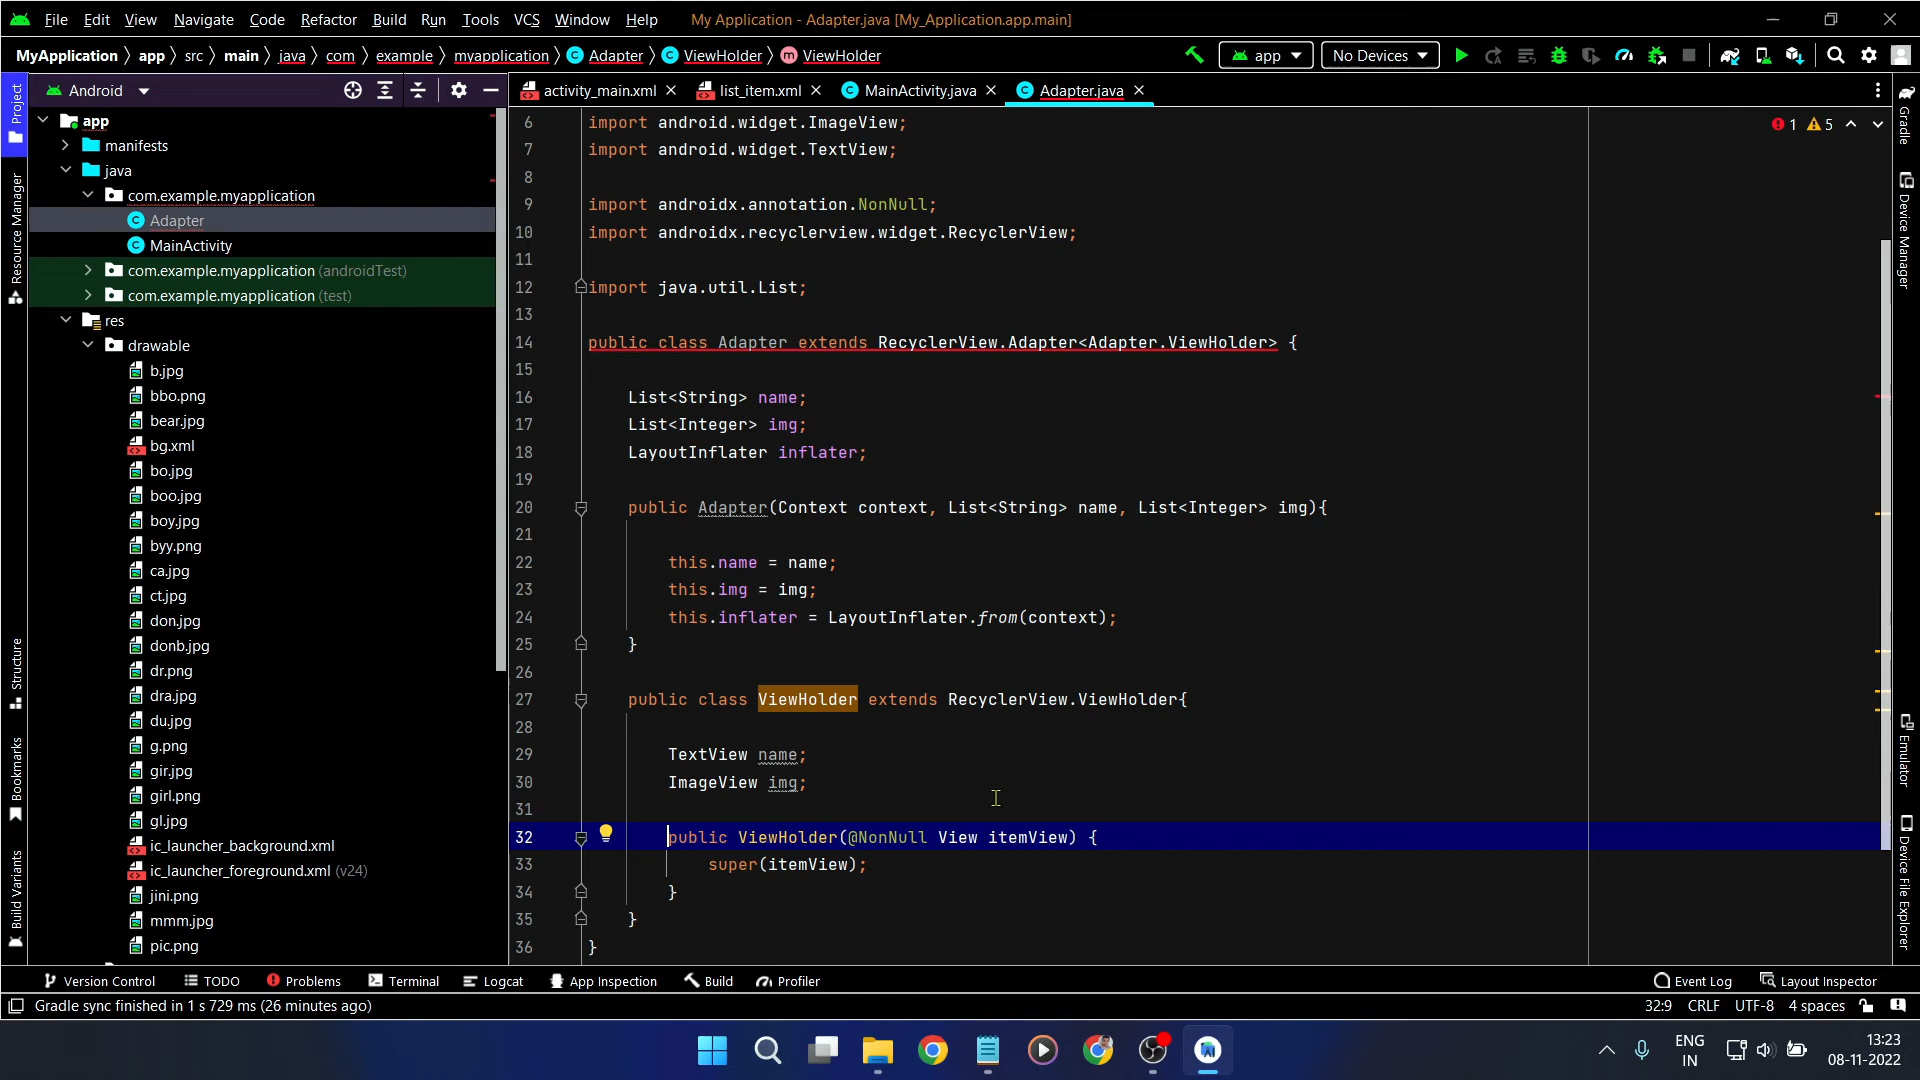 File Edit View Navigate Code Refactor Build Run Tools VCS Window Help My Application - Adapter.java [My_Application.app.main]
MyApplication app src main java com example myapplication Adapter ViewHolder ViewHolder app No Devices
Project
Resource Manager
Structure
Bookmarks
Build Variants
Android
app
manifests
java
com.example.myapplication
Adapter
MainActivity
com.example.myapplication (androidTest)
com.example.myapplication (test)
res
drawable
b.jpg
bbo.png
bear.jpg
bg.xml
bo.jpg
boo.jpg
boy.jpg
byy.png
ca.jpg
ct.jpg
don.jpg
donb.jpg
dr.png
dra.jpg
du.jpg
g.png
gir.jpg
girl.png
gl.jpg
ic_launcher_background.xml
ic_launcher_foreground.xml (v24)
jini.png
mmm.jpg
pic.png
activity_main.xml list_item.xml MainActivity.java Adapter.java
1 5
6 import android.widget.ImageView;
7 import android.widget.TextView;
8
9 import androidx.annotation.NonNull;
10 import androidx.recyclerview.widget.RecyclerView;
11
12 import java.util.List;
13
14 public class Adapter extends RecyclerView.Adapter<Adapter.ViewHolder> {
15
16 List<String> name;
17 List<Integer> img;
18 LayoutInflater inflater;
19
20 public Adapter(Context context, List<String> name, List<Integer> img){
21
22 this.name = name;
23 this.img = img;
24 this.inflater = LayoutInflater.from(context);
25 }
26
27 public class ViewHolder extends RecyclerView.ViewHolder{
28
29 TextView name;
30 ImageView img;
31
32 public ViewHolder(@NonNull View itemView) {
33 super(itemView);
34 }
35 }
36 }
Gradle
Device Manager
Emulator
Device File Explorer
Version Control TODO Problems Terminal Logcat App Inspection Build Profiler Event Log Layout Inspector
Gradle sync finished in 1 s 729 ms (26 minutes ago) 32:9 CRLF UTF-8 4 spaces
ENG
IN
13:23
08-11-2022